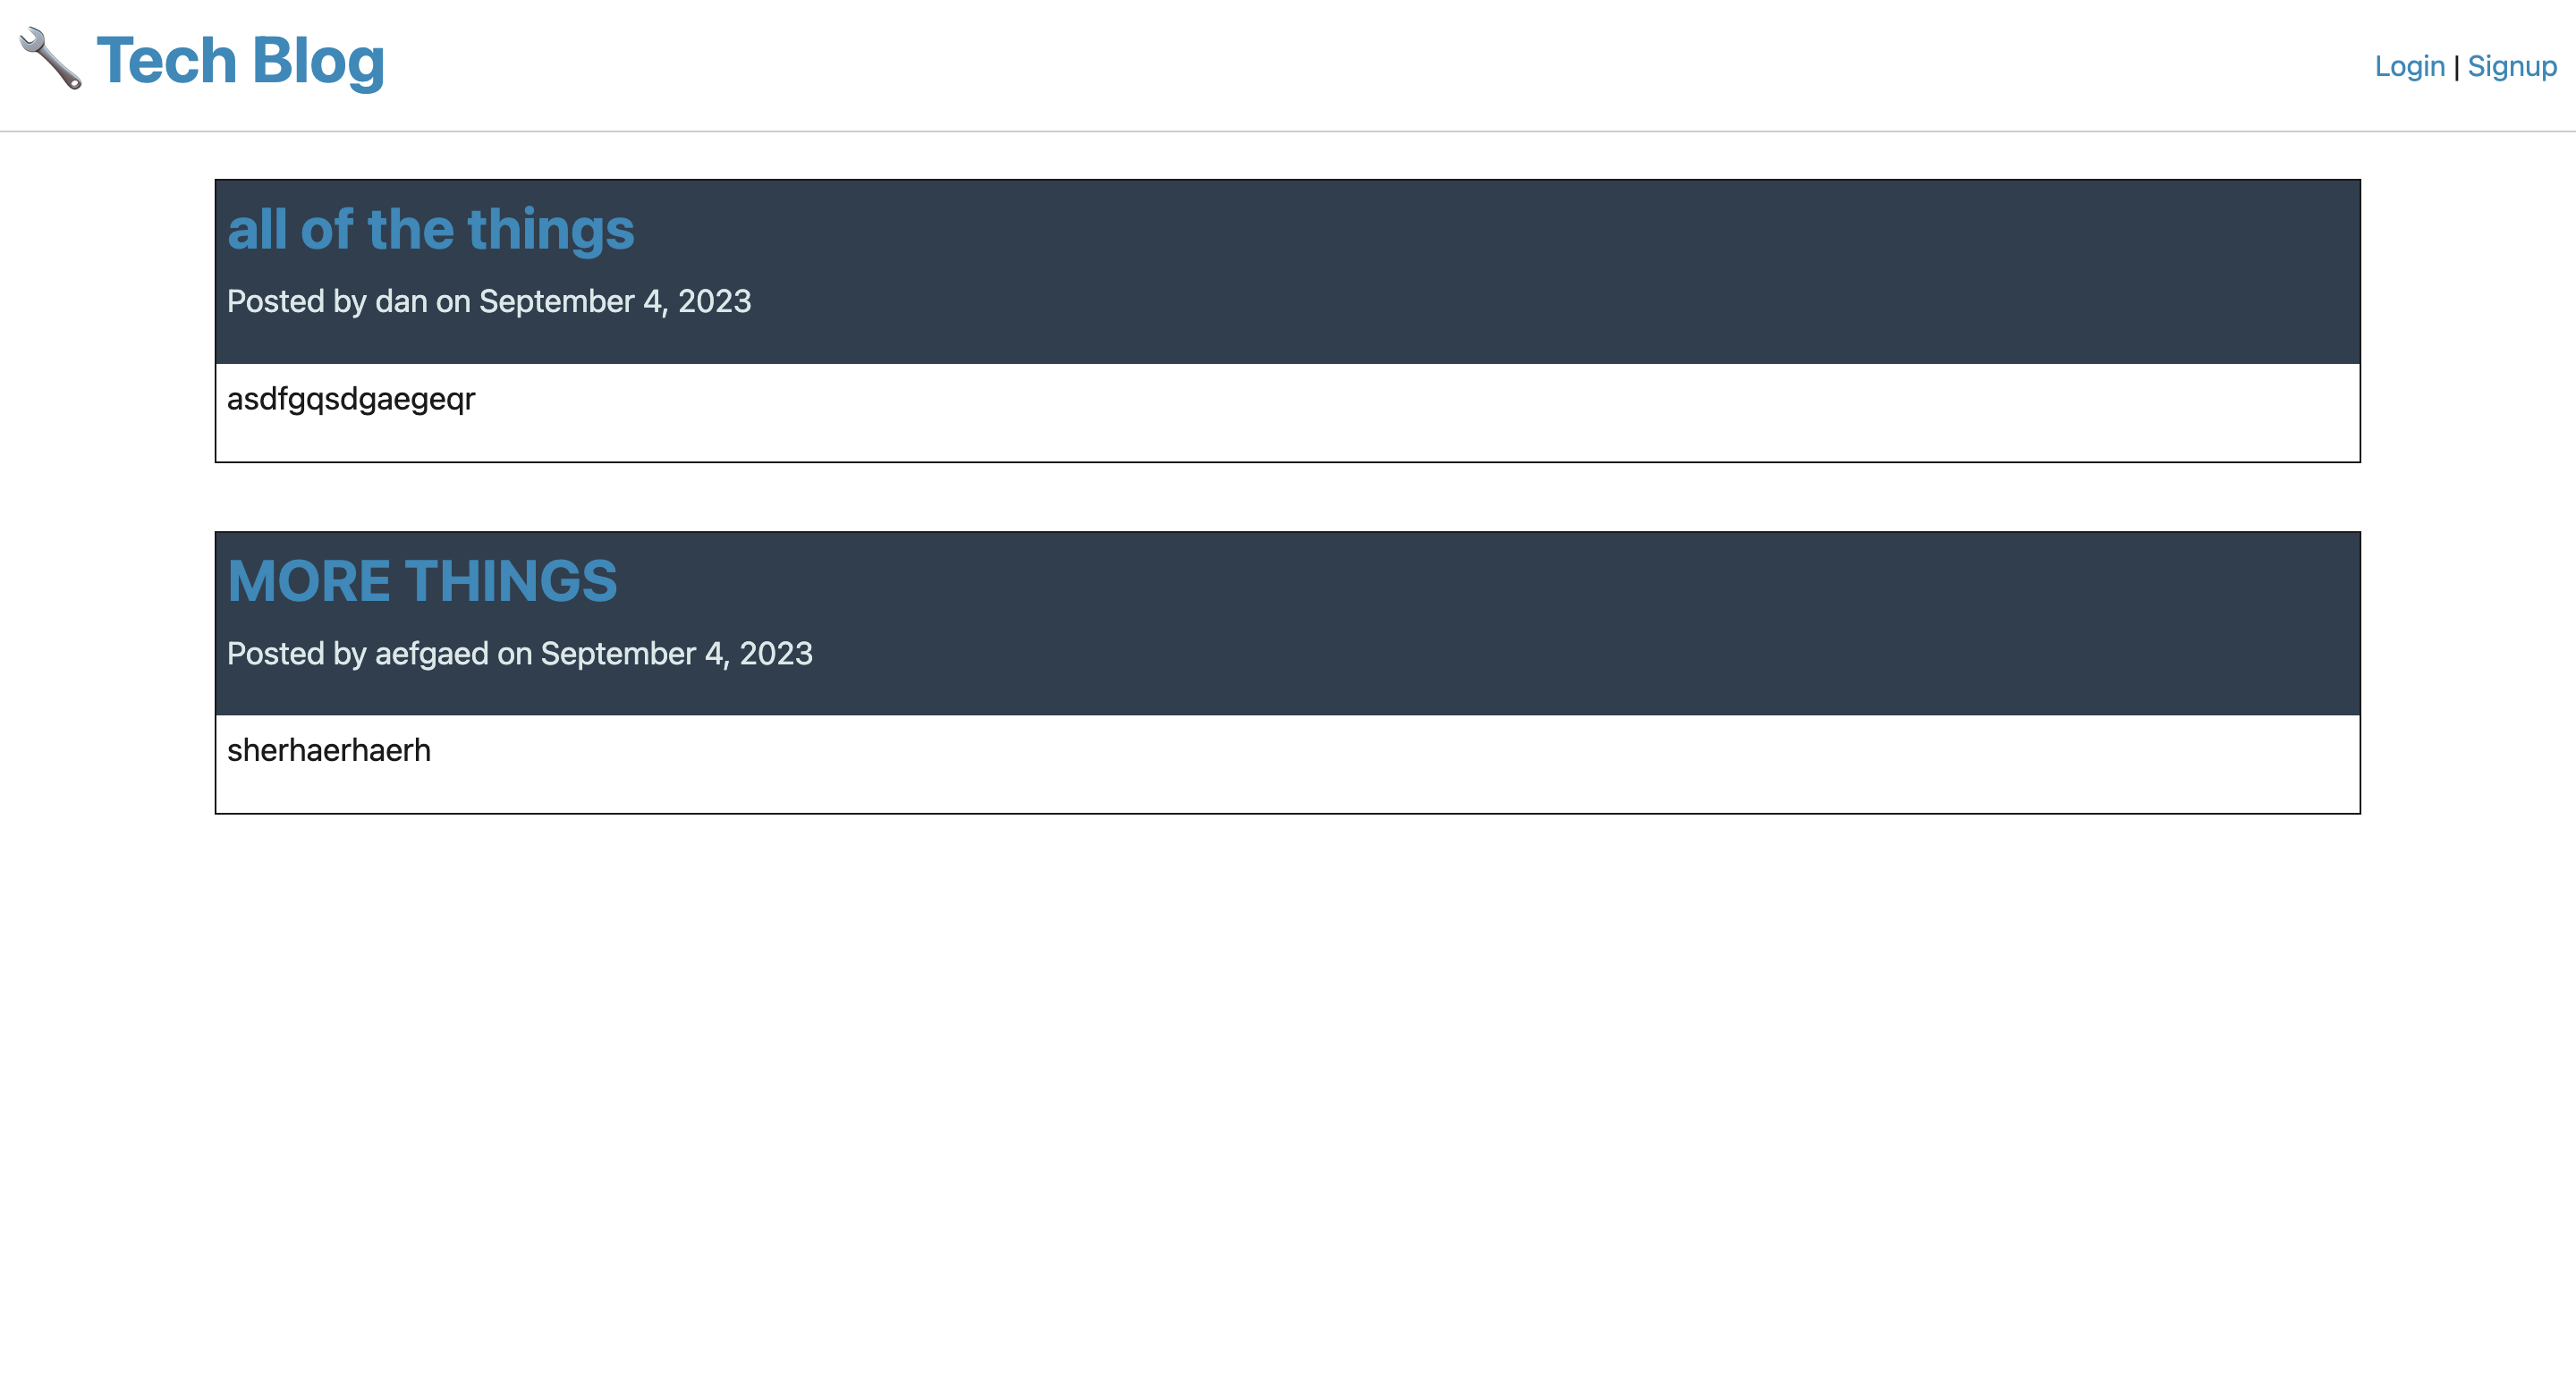 Tech Blog
Login | Signup
all of the things
Posted by dan on September 4, 2023
asdfgqsdgaegeqr
MORE THINGS
Posted by aefgaed on September 4, 2023
sherhaerhaerh